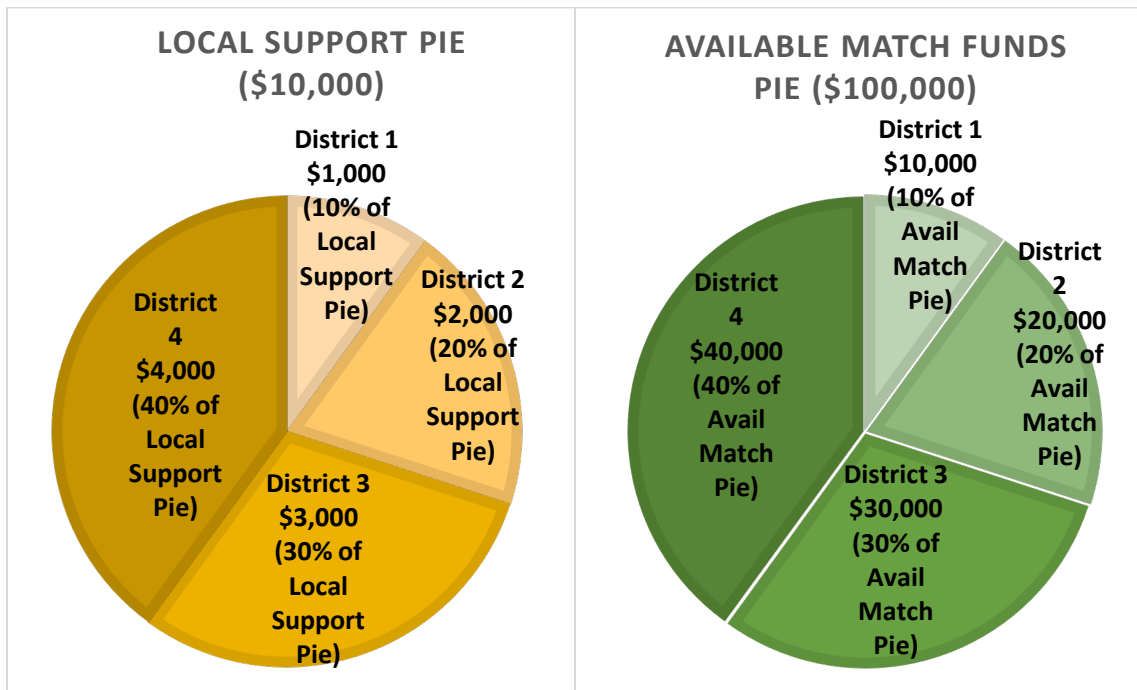 LOCAL SUPPORT PIE
($10,000)
District 1
$1,000
(10% of
Local
Support
Pie)
District 2
$2,000
(20% of
Local
Support
Pie)
District 3
$3,000
(30% of
Local
Support
Pie)
District
4
$4,000
(40% of
Local
Support
Pie)
AVAILABLE MATCH FUNDS
PIE ($100,000)
District 1
$10,000
(10% of
Avail
Match
Pie)
District
2
$20,000
(20% of
Avail
Match
Pie)
District 3
$30,000
(30% of
Avail
Match
Pie)
District
4
$40,000
(40% of
Avail
Match
Pie)